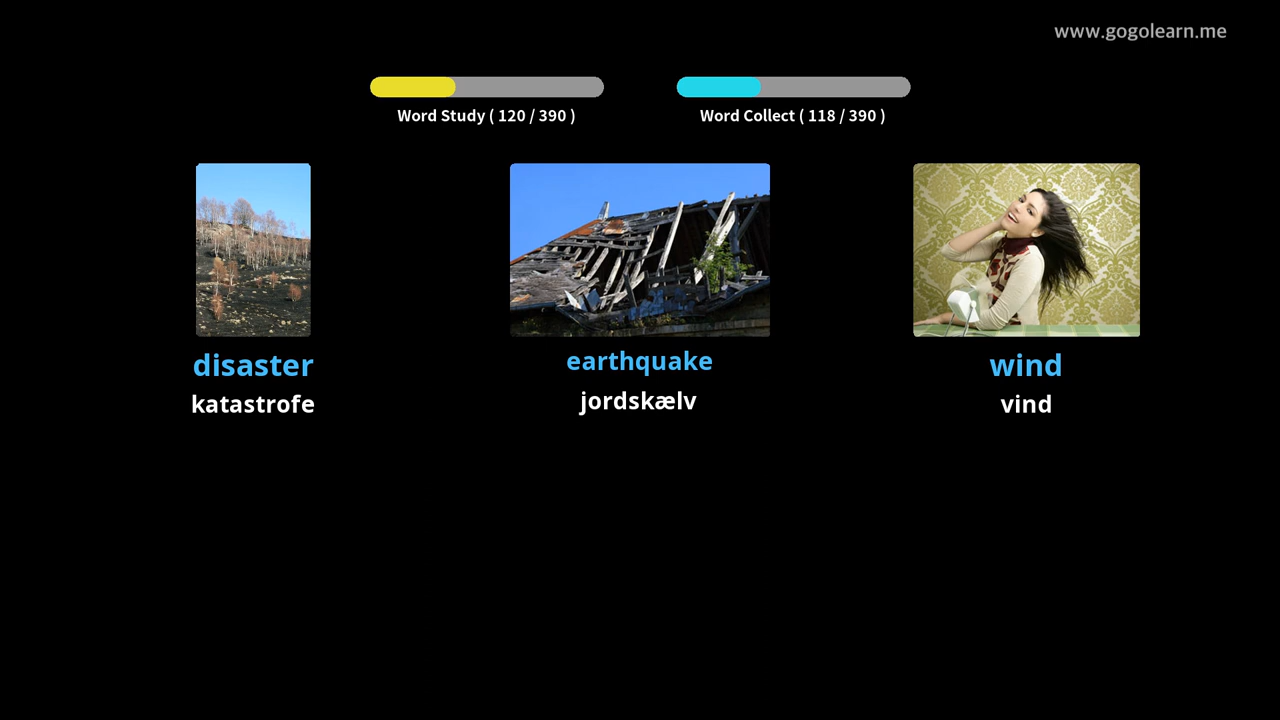 www.gogolearn.me
Word Study ( 120 / 390 )
Word Collect ( 118 / 390 )
disaster
katastrofe
earthquake
jordskælv
wind
vind